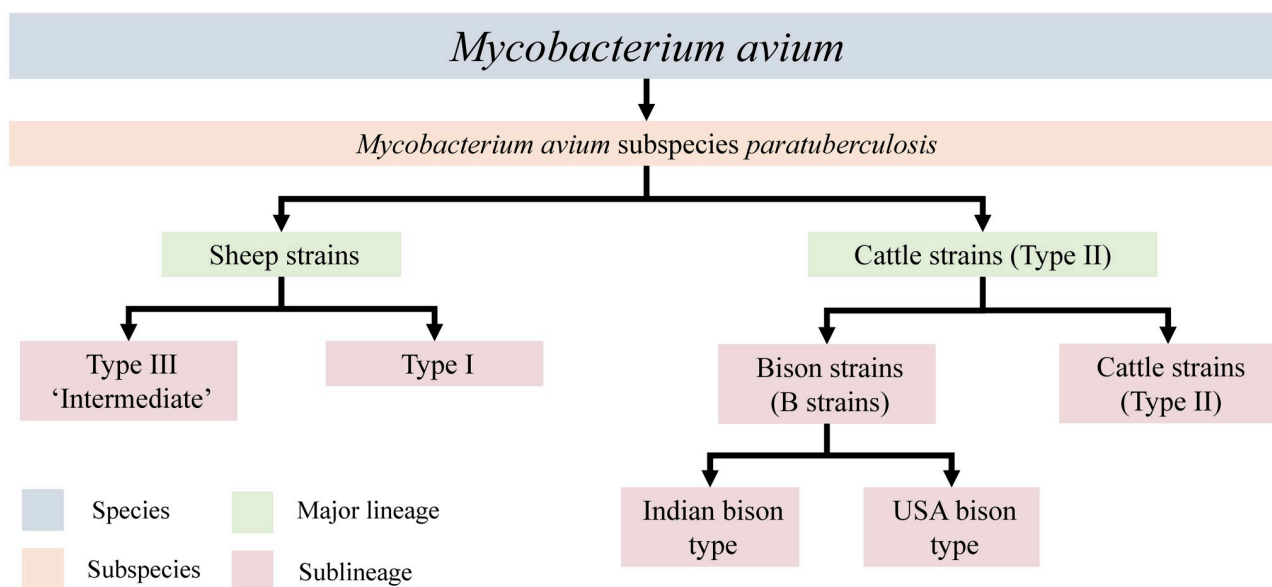 Mycobacterium avium
Mycobacterium avium subspecies paratuberculosis
Sheep strains
Cattle strains (Type II)
Type III
‘Intermediate’
Type I
Bison strains
(B strains)
Cattle strains
(Type II)
Indian bison
type
USA bison
type
Species
Major lineage
Subspecies
Sublineage